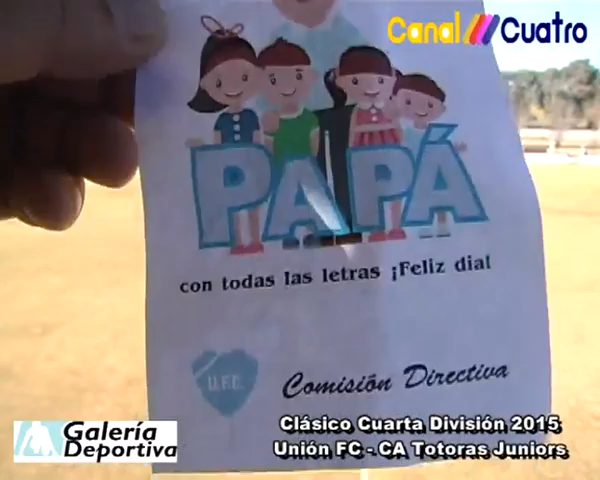 Canal Cuatro
PAPÁ
con todas las letras ¡Feliz dia!
U.F.C.
Comisión Directiva
Galería
Deportiva
Clásico Cuarta División 2015
Unión FC - CA Totoras Juniors